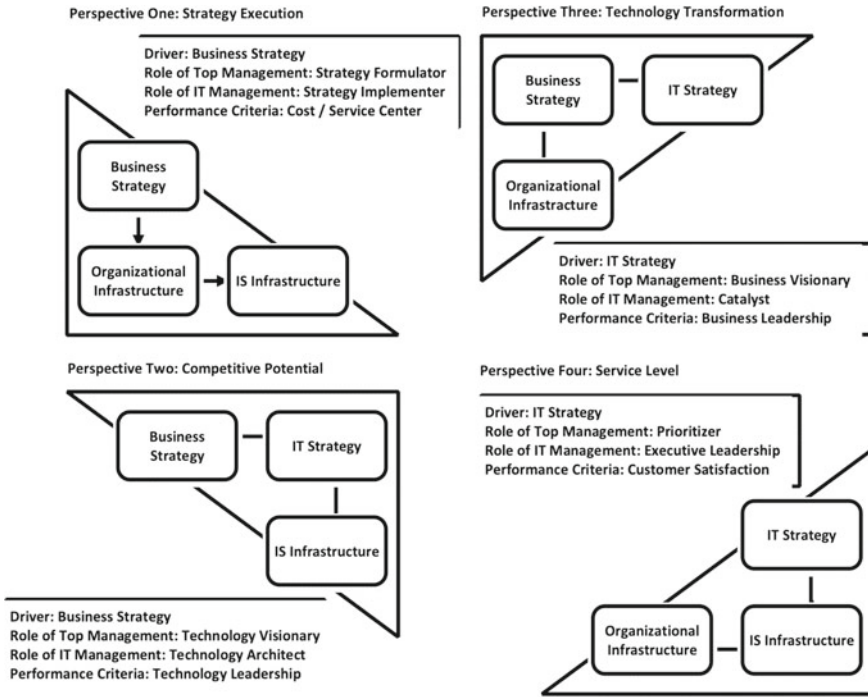 Perspective One: Strategy Execution
Driver: Business Strategy
Role of Top Management: Strategy Formulator
Role of IT Management: Strategy Implementer
Performance Criteria: Cost / Service Center
Business
Strategy
Organizational
Infrastructure
IS Infrastructure
Perspective Three: Technology Transformation
Business
Strategy
IT Strategy
Organizational
Infrastracture
Driver: IT Strategy
Role of Top Management: Business Visionary
Role of IT Management: Catalyst
Performance Criteria: Business Leadership
Perspective Two: Competitive Potential
Business
Strategy
IT Strategy
IS Infrastructure
Driver: Business Strategy
Role of Top Management: Technology Visionary
Role of IT Management: Technology Architect
Performance Criteria: Technology Leadership
Perspective Four: Service Level
Driver: IT Strategy
Role of Top Management: Prioritizer
Role of IT Management: Executive Leadership
Performance Criteria: Customer Satisfaction
IT Strategy
Organizational
Infrastructure
IS Infrastructure